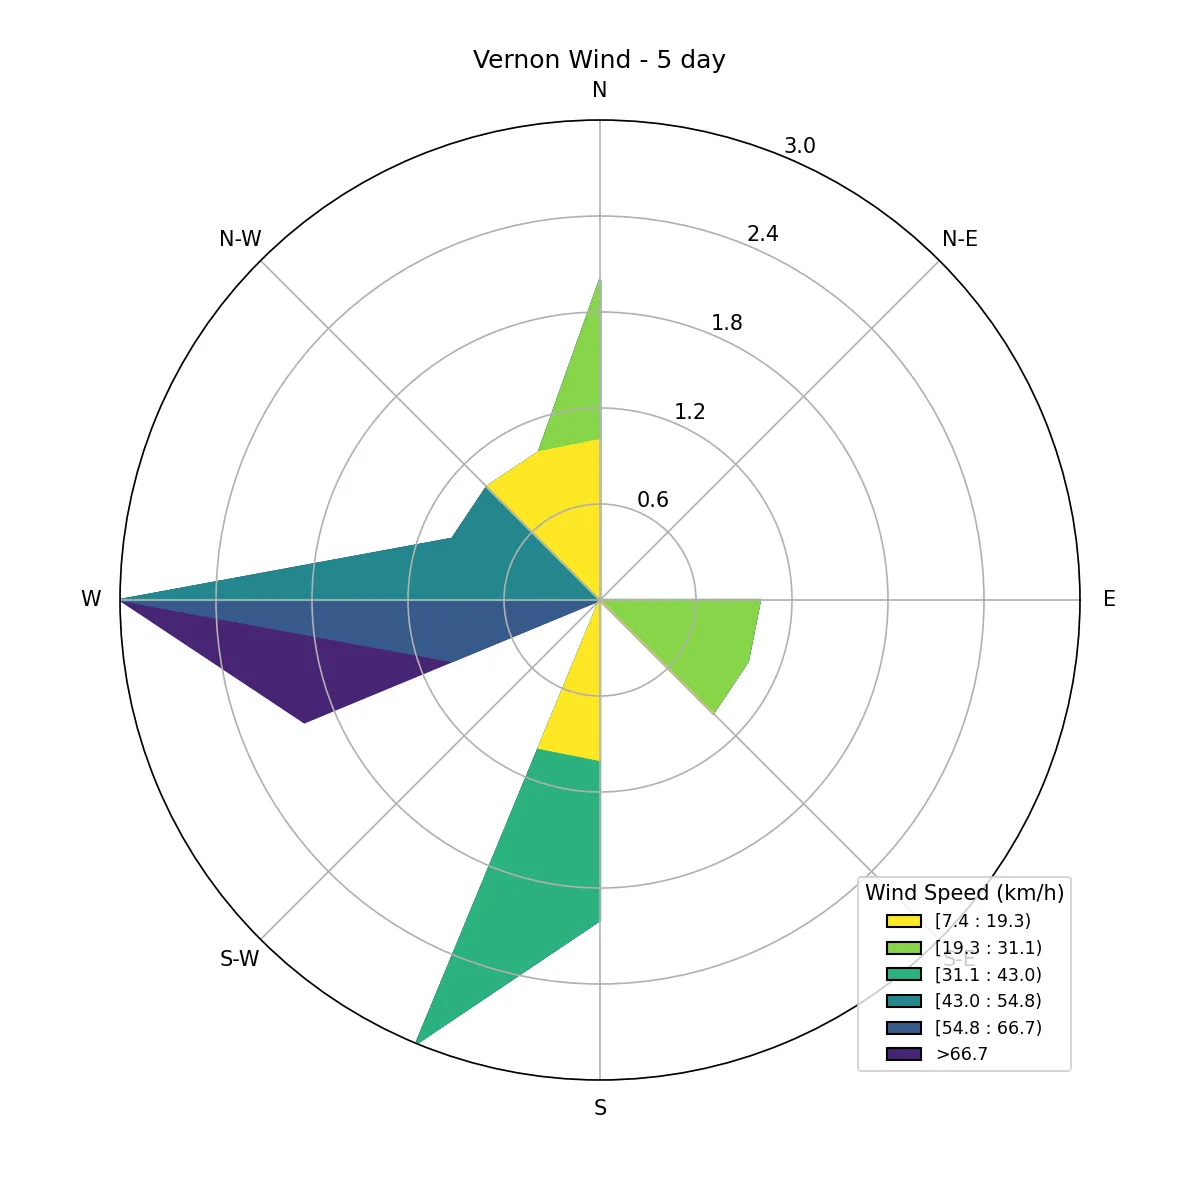 Vernon Wind - 5 day
N
3.0
N-W
2.4
N-E
1.8
1.2
0.6
W
E
Wind Speed (km/h)
[7.4 : 19.3)
[19.3 : 31.1)
S-W
S-E
[31.1 : 43.0)
[43.0 : 54.8)
[54.8 : 66.7)
>66.7
S